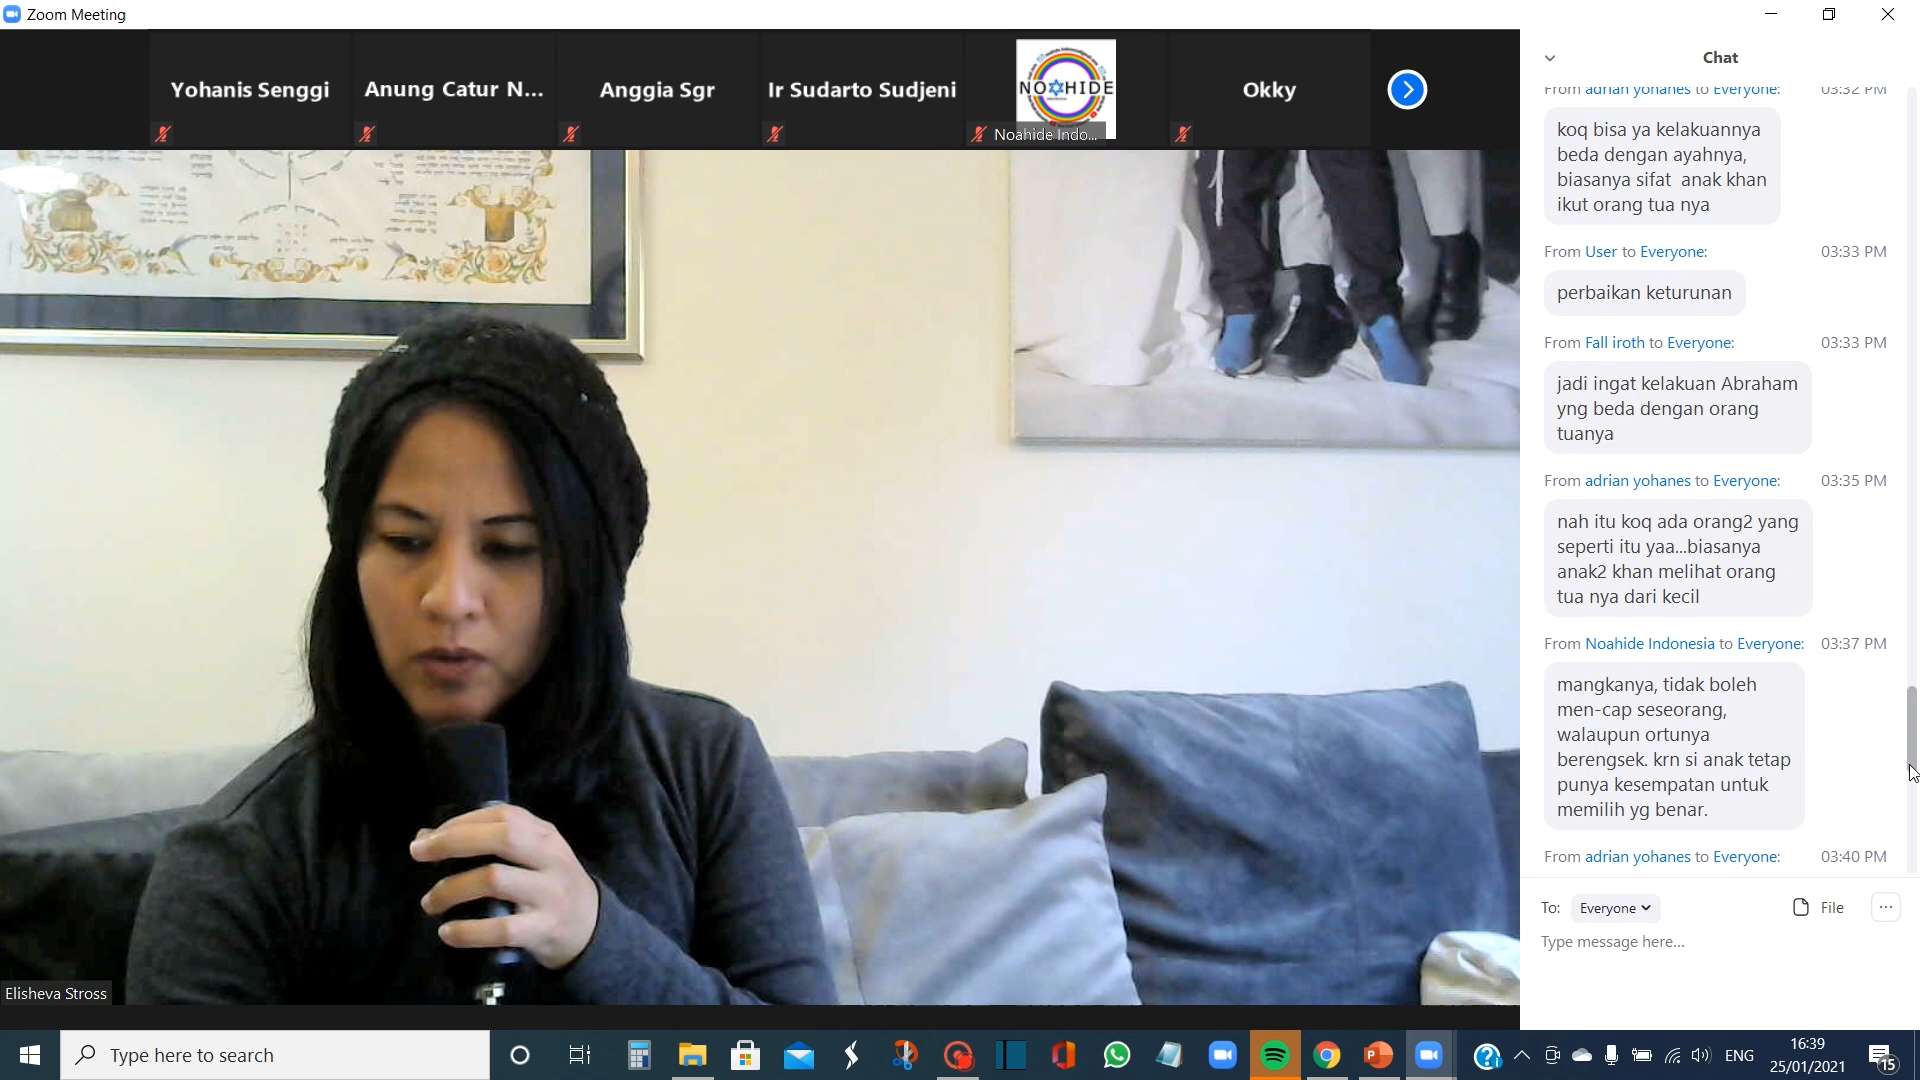 Zoom Meeting
Yohanis Senggi
Anung Catur N...
Anggia Sgr
Ir Sudarto Sudjeni
NOAHIDE
Noahide Indo...
Okky
Elisheva Stross
Chat
From adrian yohanes to Everyone: 03:32 PM
koq bisa ya kelakuannya
beda dengan ayahnya,
biasanya sifat anak khan
ikut orang tua nya
From User to Everyone: 03:33 PM
perbaikan keturunan
From Fall iroth to Everyone: 03:33 PM
jadi ingat kelakuan Abraham
yng beda dengan orang
tuanya
From adrian yohanes to Everyone: 03:35 PM
nah itu koq ada orang2 yang
seperti itu yaa...biasanya
anak2 khan melihat orang
tua nya dari kecil
From Noahide Indonesia to Everyone: 03:37 PM
mangkanya, tidak boleh
men-cap seseorang,
walaupun ortunya
berengsek. krn si anak tetap
punya kesempatan untuk
memilih yg benar.
From adrian yohanes to Everyone: 03:40 PM
To: Everyone File
Type message here...
Type here to search
ENG
16:39
25/01/2021
15